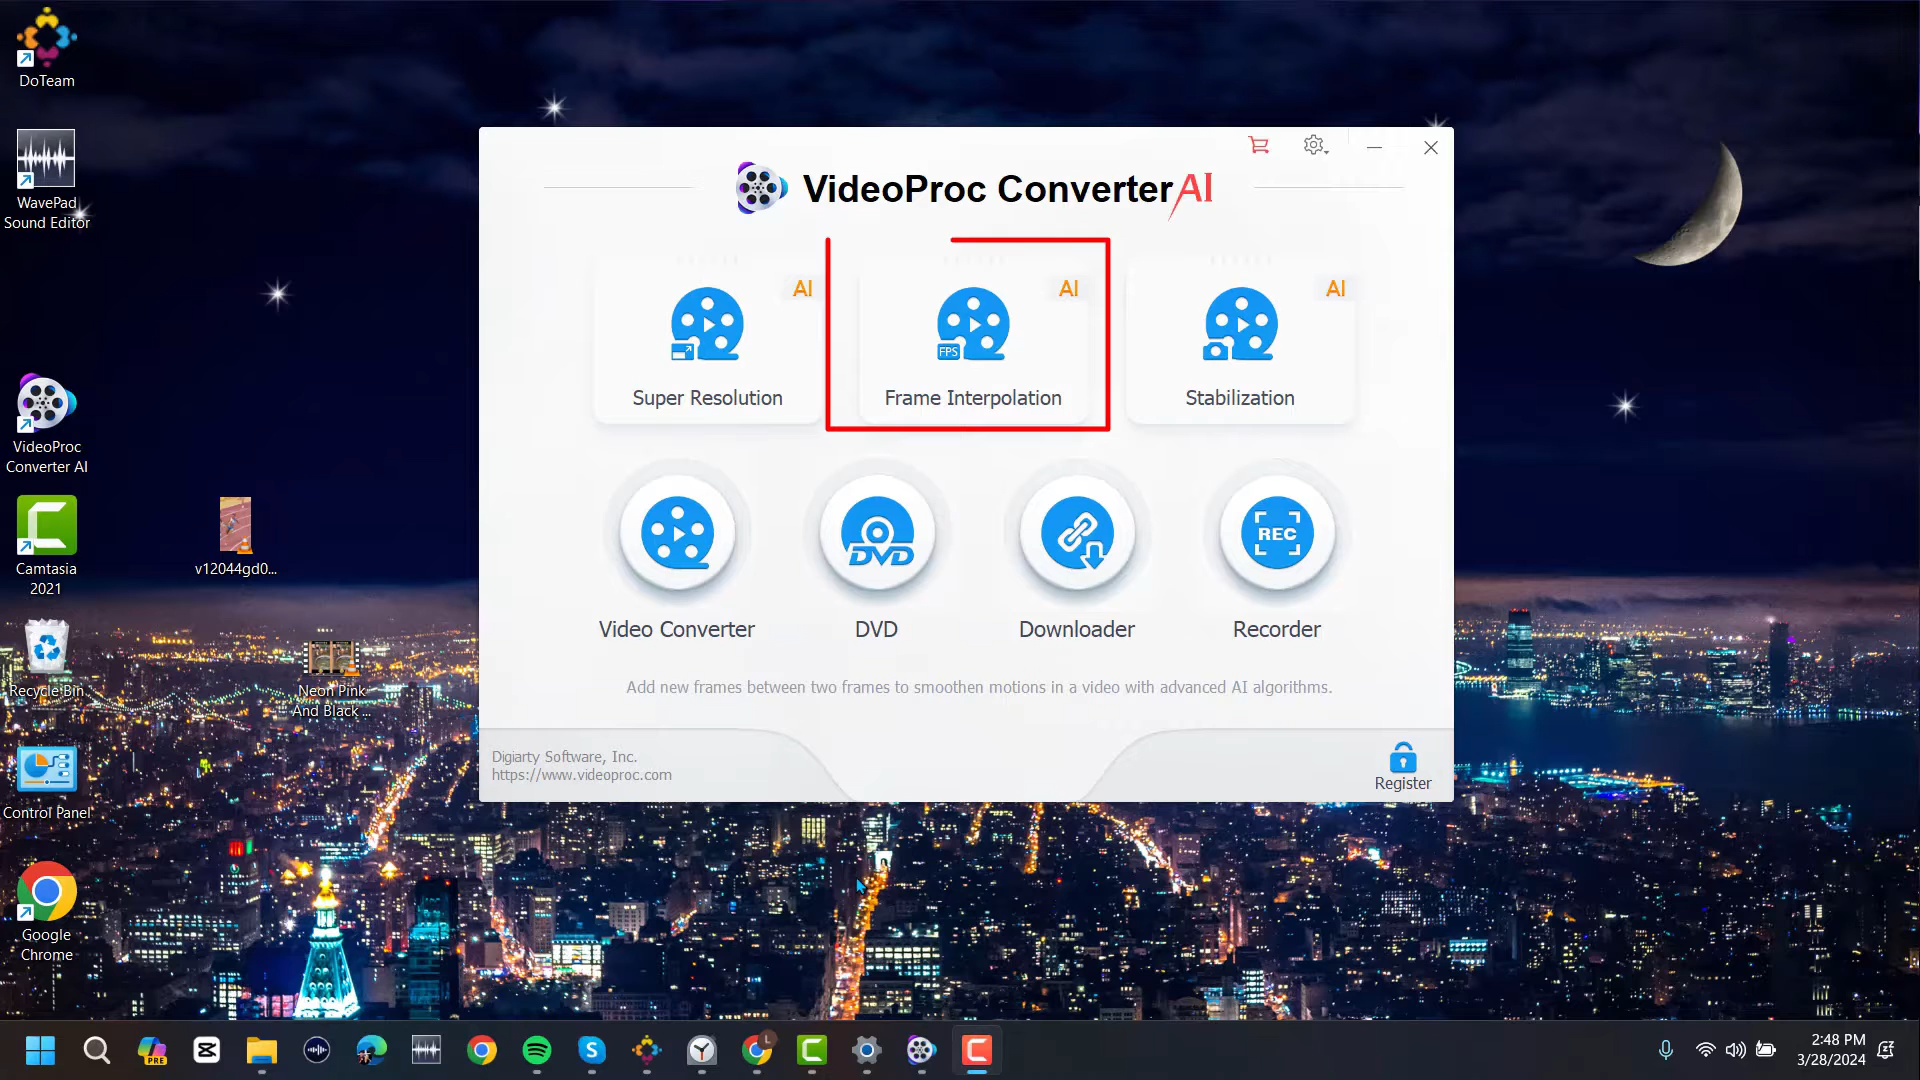 DoTeam
WavePad
Sound Editor
VideoProc
Converter AI
Camtasia
2021
Recycle Bin
Control Panel
Google
Chrome
v12044gd0...
Neon Pink
And Black ...
VideoProc Converter AI
AI
FPS
AI
AI
Super Resolution
Frame Interpolation
Stabilization
DVD
REC
Video Converter
DVD
Downloader
Recorder
Add new frames between two frames to smoothen motions in a video with advanced AI algorithms.
Digiarty Software, Inc.
https://www.videoproc.com
Register
PRE
L
2:48 PM
3/28/2024